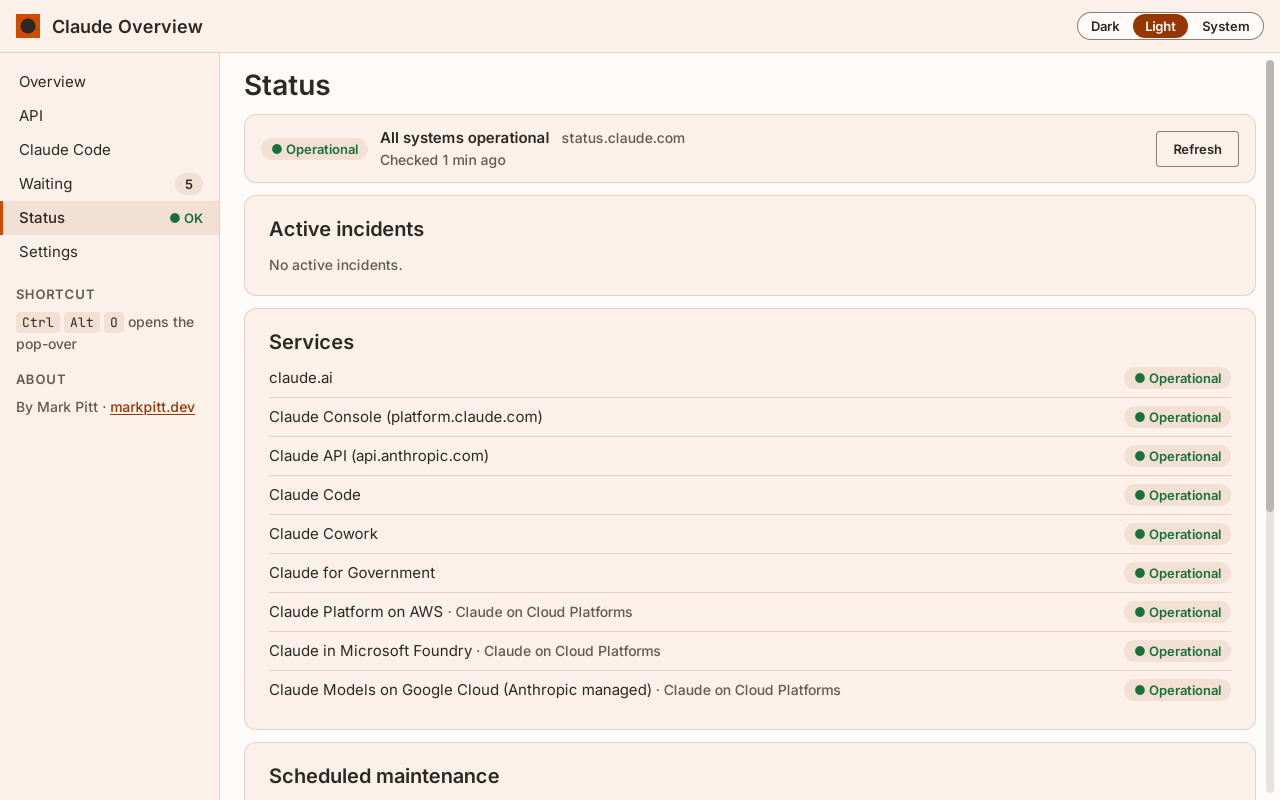 Claude Overview
Dark Light System
Overview
API
Claude Code
Waiting 5
Status OK
Settings
SHORTCUT
Ctrl Alt O opens the
pop-over
ABOUT
By Mark Pitt · markpitt.dev
Status
Operational All systems operational status.claude.com
Checked 1 min ago
Refresh
Active incidents
No active incidents.
Services
claude.ai Operational
Claude Console (platform.claude.com) Operational
Claude API (api.anthropic.com) Operational
Claude Code Operational
Claude Cowork Operational
Claude for Government Operational
Claude Platform on AWS · Claude on Cloud Platforms Operational
Claude in Microsoft Foundry · Claude on Cloud Platforms Operational
Claude Models on Google Cloud (Anthropic managed) · Claude on Cloud Platforms Operational
Scheduled maintenance